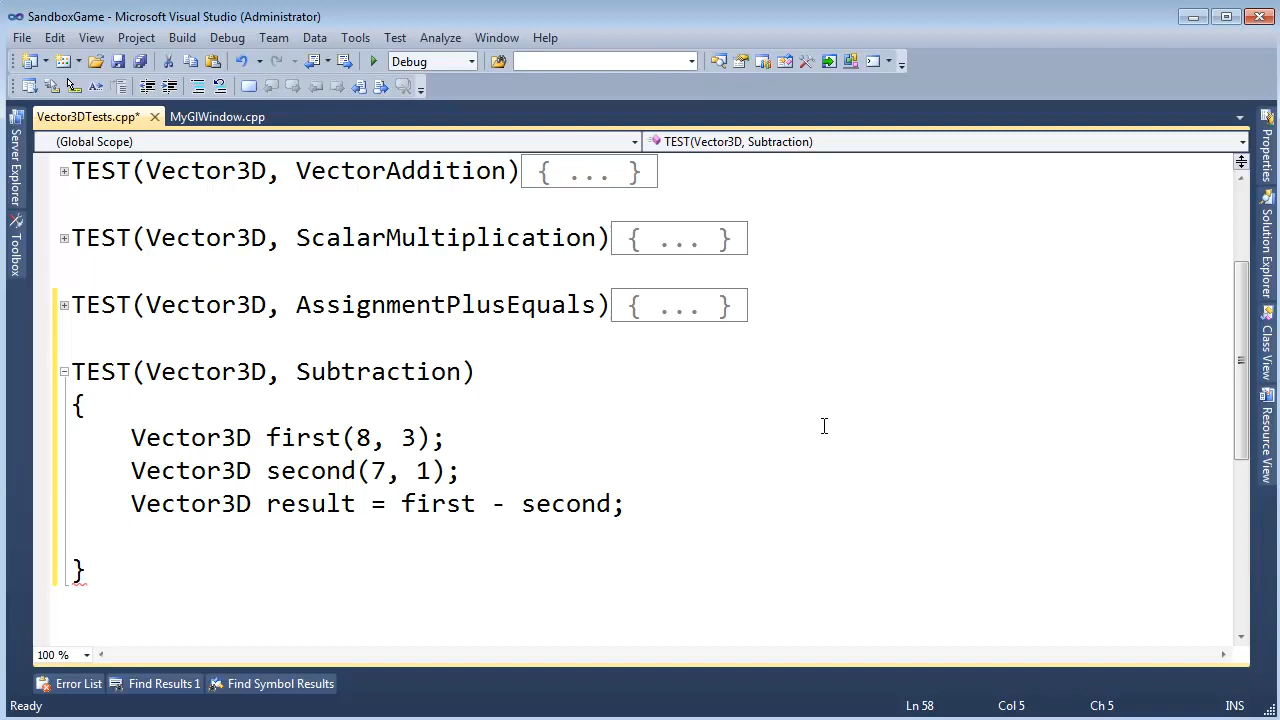 SandboxGame - Microsoft Visual Studio (Administrator)
File Edit View Project Build Debug Team Data Tools Test Analyze Window Help
Debug
Vector3DTests.cpp* MyGlWindow.cpp
(Global Scope) TEST(Vector3D, Subtraction)
TEST(Vector3D, VectorAddition){ ... }
TEST(Vector3D, ScalarMultiplication){ ... }
TEST(Vector3D, AssignmentPlusEquals){ ... }
TEST(Vector3D, Subtraction)
{
Vector3D first(8, 3);
Vector3D second(7, 1);
Vector3D result = first - second;
}
100 %
Server Explorer
Toolbox
Properties
Solution Explorer
Class View
Resource View
Error List Find Results 1 Find Symbol Results
Ready Ln 58 Col 5 Ch 5 INS